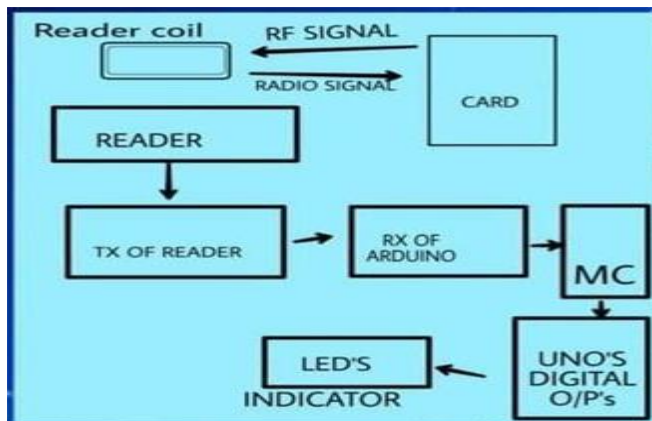 Reader coil
RF SIGNAL
RADIO SIGNAL
CARD
READER
TX OF READER
RX OF
ARDUINO
MC
UNO'S
DIGITAL
O/P's
LED'S
INDICATOR